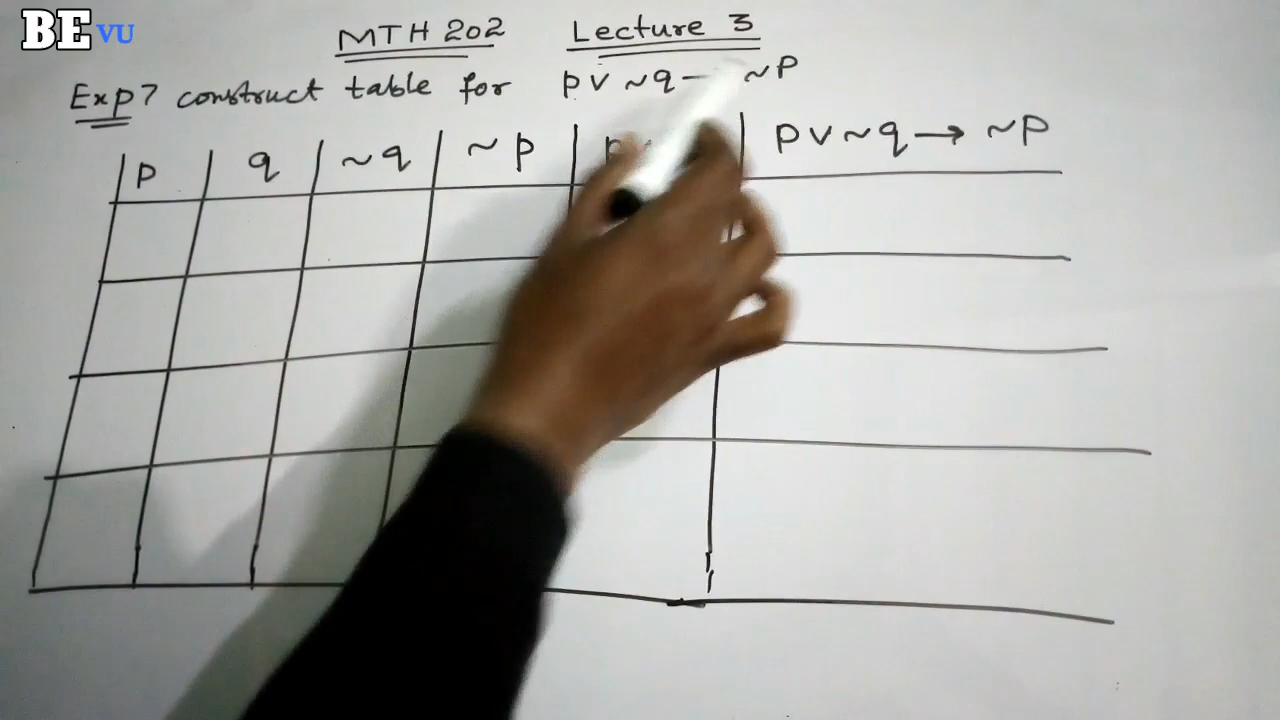 BE VU
MTH 202 Lecture 3
Exp7 construct table for p ∨ ~q – ~p
p q ~q ~p p p ∨ ~q → ~p